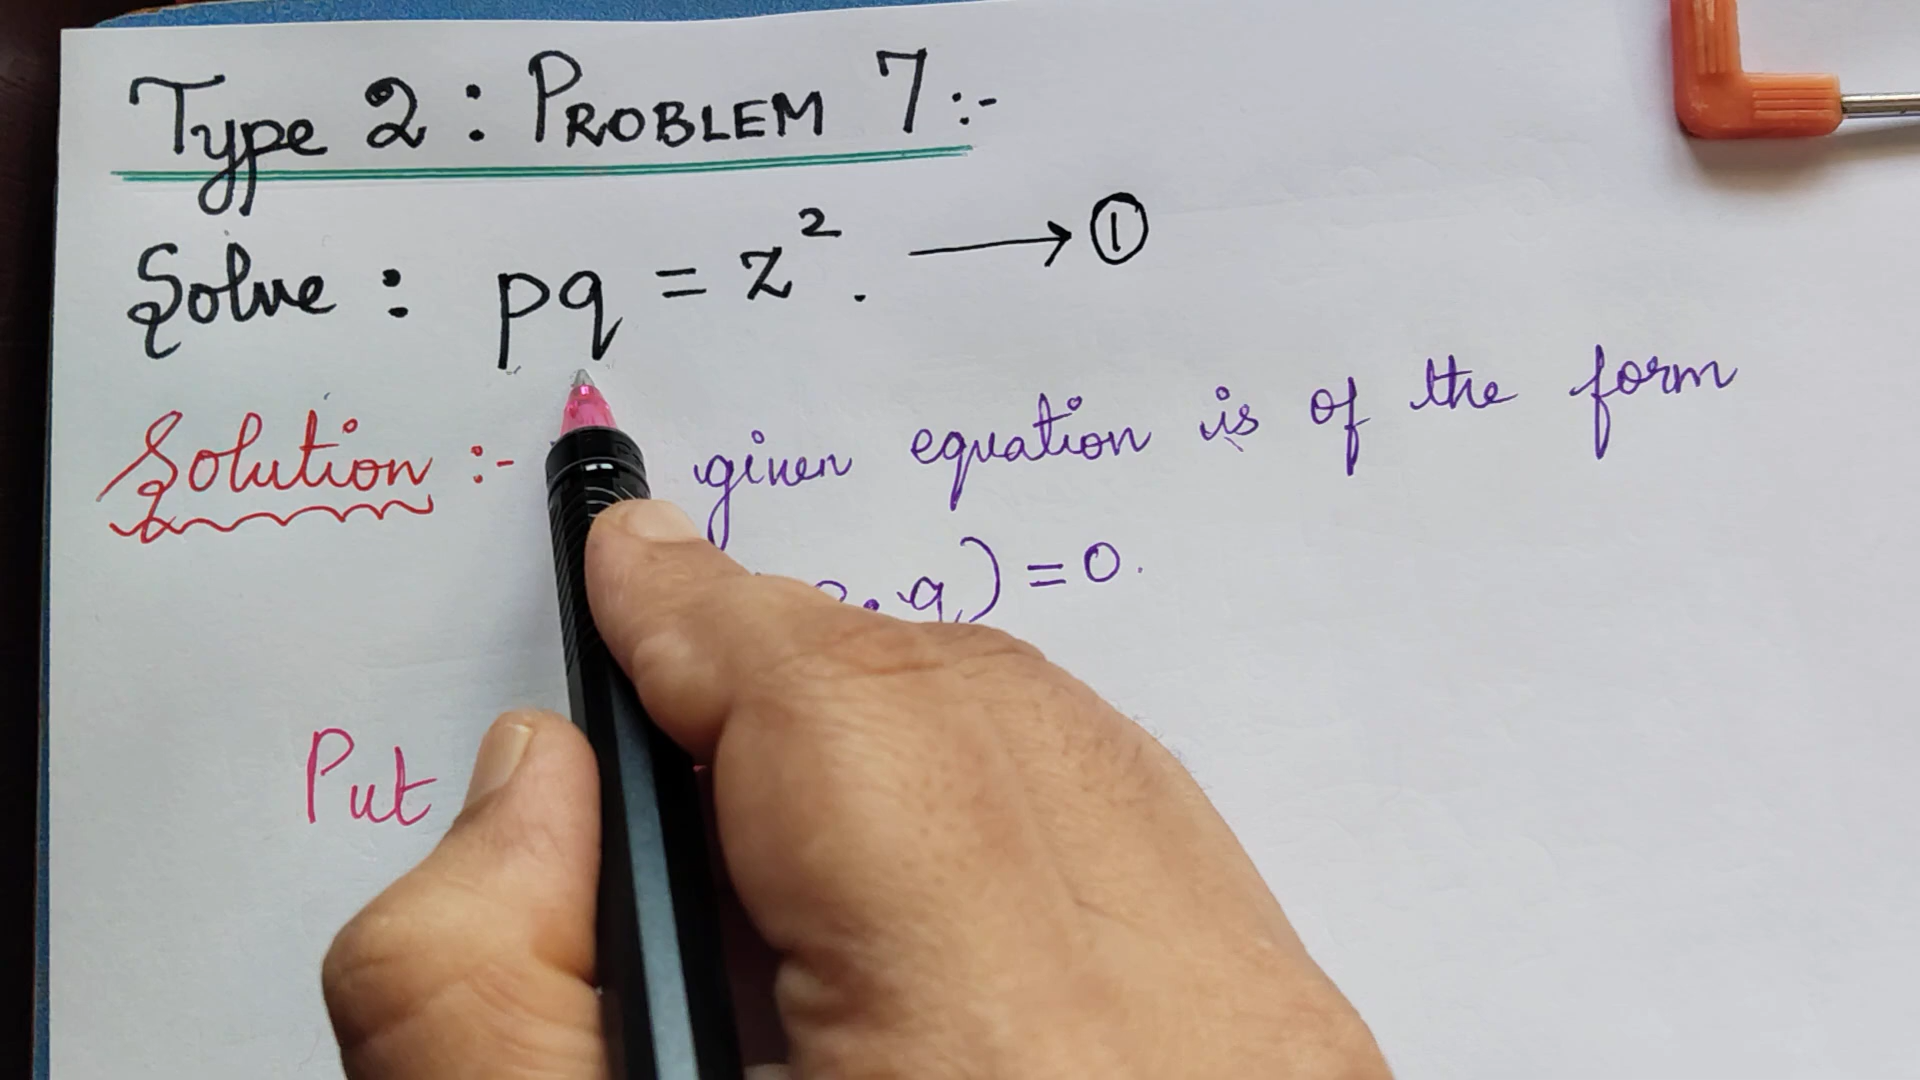 Type 2 : PROBLEM 7 :-
Solve : pq = z². ⟶ ①
Solution :- given equation is of the form
q) = 0.
Put